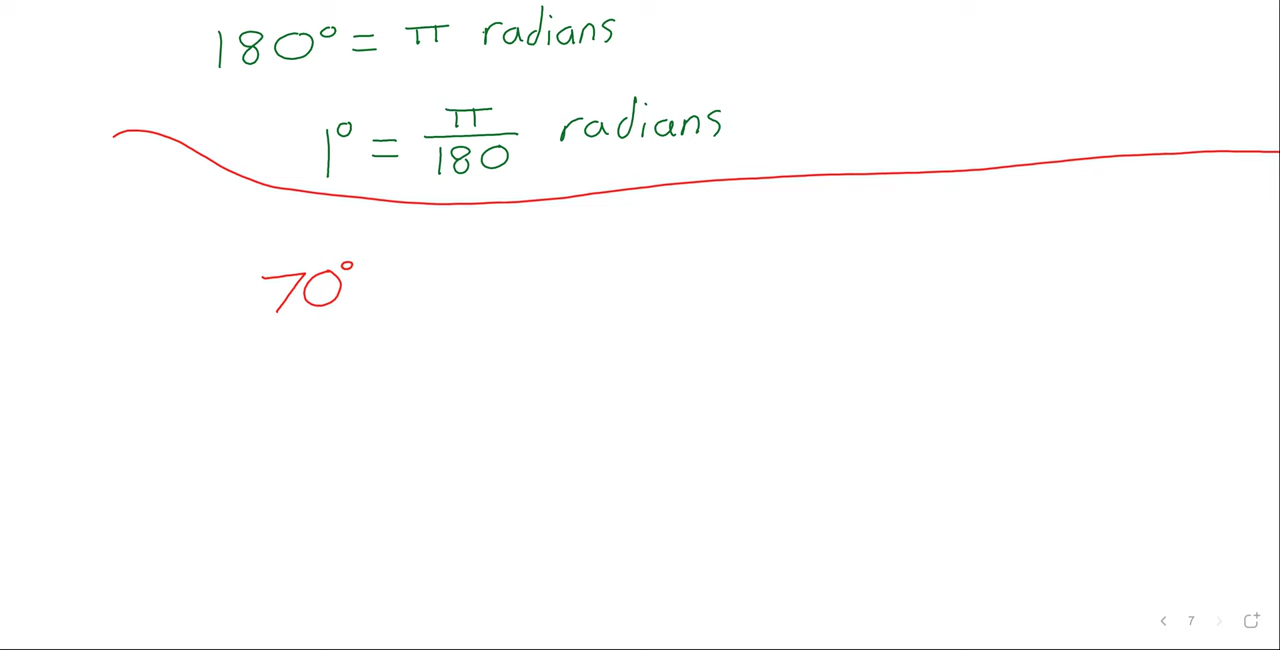 180° = π radians
1° = π/180 radians
70°
7